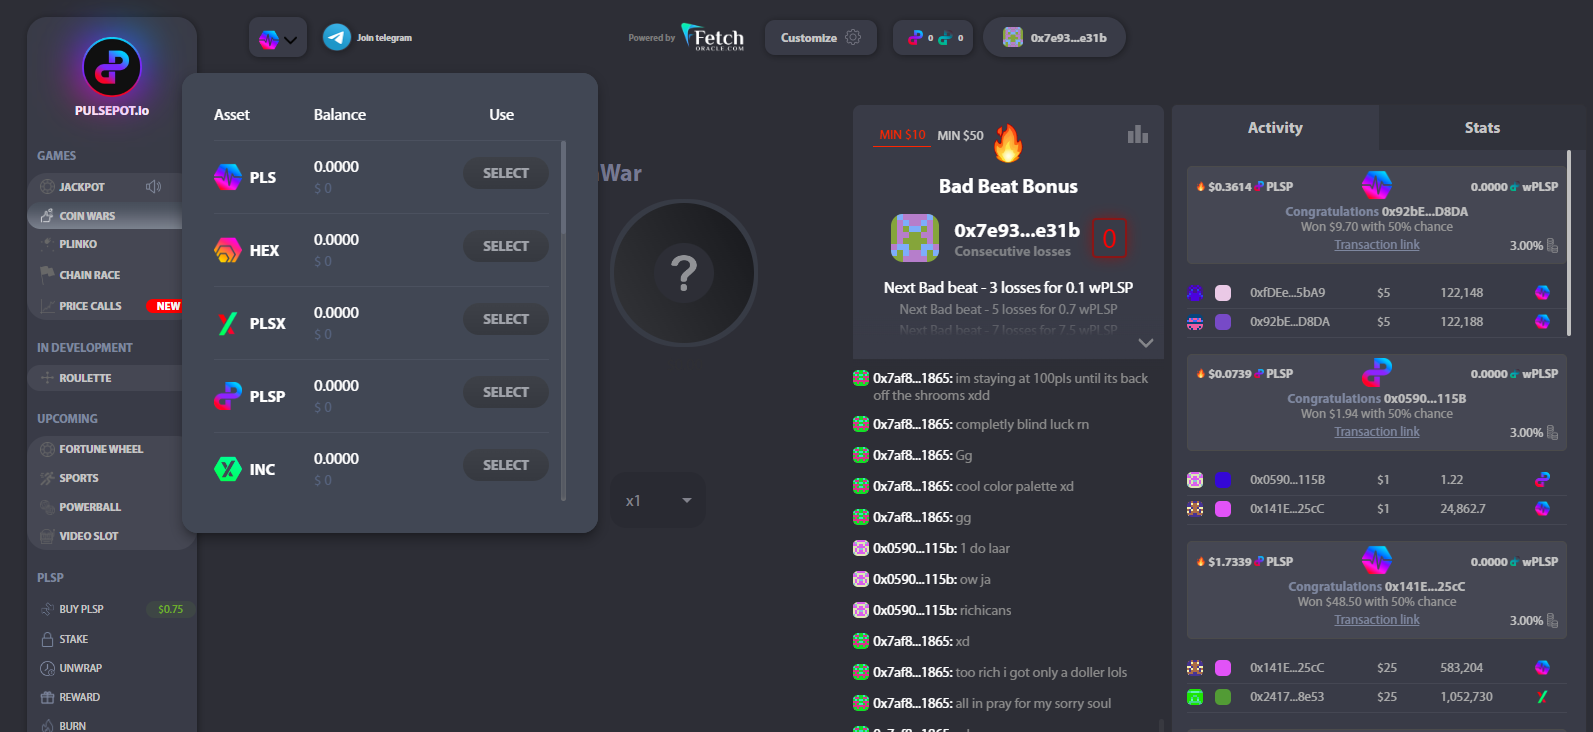 PULSEPOT.io
GAMES
JACKPOT
COIN WARS
PLINKO
CHAIN RACE
PRICE CALLS NEW
IN DEVELOPMENT
ROULETTE
UPCOMING
FORTUNE WHEEL
SPORTS
POWERBALL
VIDEO SLOT
PLSP
BUY PLSP $0.75
STAKE
UNWRAP
REWARD
BURN
Join telegram
Powered by Fetch
ORACLE.COM
Customize
0 0
0x7e93...e31b
Asset Balance Use
PLS 0.0000 SELECT
$ 0
HEX 0.0000 SELECT
$ 0
PLSX 0.0000 SELECT
$ 0
PLSP 0.0000 SELECT
$ 0
INC 0.0000 SELECT
$ 0
War
?
x1
MIN $10 MIN $50
Bad Beat Bonus
0x7e93...e31b
Consecutive losses
0
Next Bad beat - 3 losses for 0.1 wPLSP
Next Bad beat - 5 losses for 0.7 wPLSP
Next Bad beat - 7 losses for 7.5 wPLSP
0x7af8...1865: im staying at 100pls until its back
off the shrooms xdd
0x7af8...1865: completly blind luck rn
0x7af8...1865: Gg
0x7af8...1865: cool color palette xd
0x7af8...1865: gg
0x0590...115b: 1 do laar
0x0590...115b: ow ja
0x0590...115b: richicans
0x7af8...1865: xd
0x7af8...1865: too rich i got only a doller lols
0x7af8...1865: all in pray for my sorry soul
Activity Stats
$0.3614 PLSP 0.0000 wPLSP
Congratulations 0x92bE...D8DA
Won $9.70 with 50% chance
Transaction link 3.00%
0xfDEe...5bA9 $5 122,148
0x92bE...D8DA $5 122,188
$0.0739 PLSP 0.0000 wPLSP
Congratulations 0x0590...115B
Won $1.94 with 50% chance
Transaction link 3.00%
0x0590...115B $1 1.22
0x141E...25cC $1 24,862.7
$1.7339 PLSP 0.0000 wPLSP
Congratulations 0x141E...25cC
Won $48.50 with 50% chance
Transaction link 3.00%
0x141E...25cC $25 583,204
0x2417...8e53 $25 1,052,730